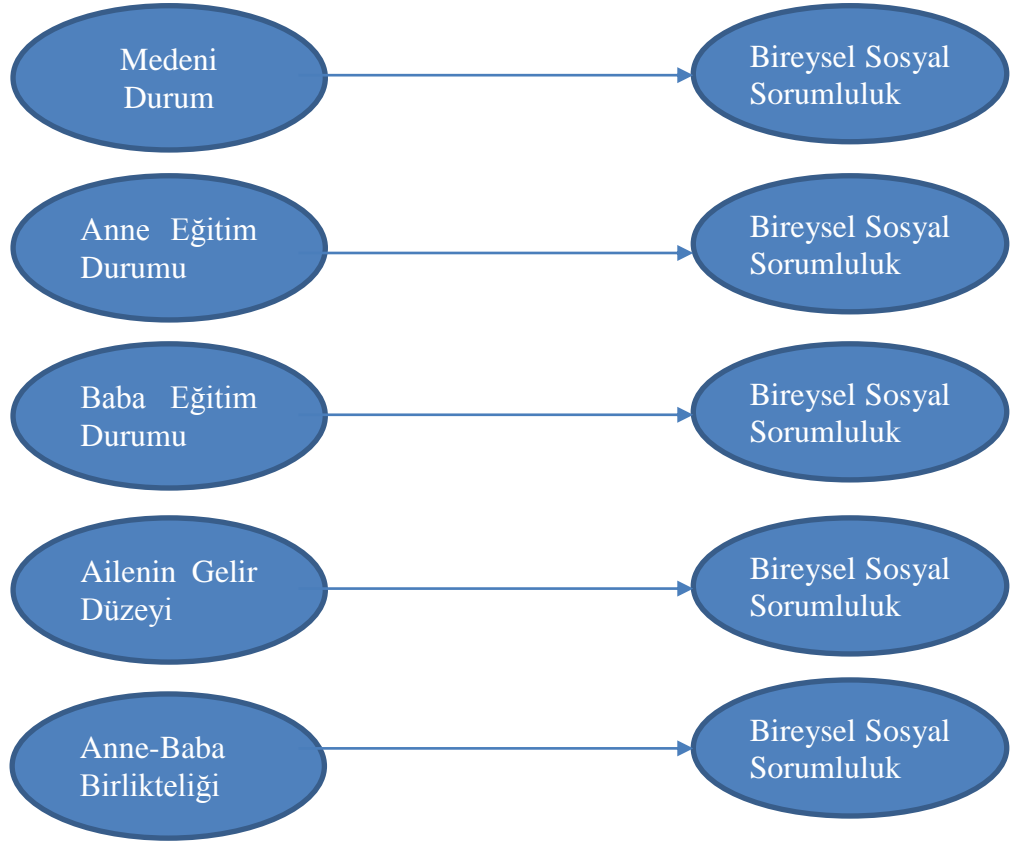 Medeni
Durum
Bireysel Sosyal
Sorumluluk
Anne Eğitim
Durumu
Bireysel Sosyal
Sorumluluk
Baba Eğitim
Durumu
Bireysel Sosyal
Sorumluluk
Ailenin Gelir
Düzeyi
Bireysel Sosyal
Sorumluluk
Anne-Baba
Birlikteliği
Bireysel Sosyal
Sorumluluk